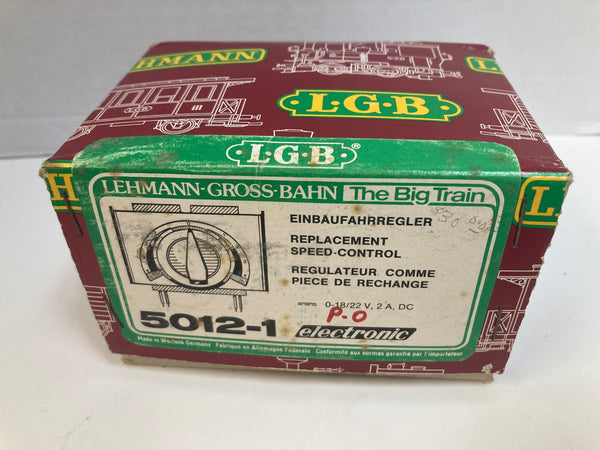 LEHMANN
L
L·G·B
H
L·G·B®
L
LEHMANN-GROSS-BAHN The Big Train
EINBAUFAHRREGLER
REPLACEMENT
SPEED-CONTROL
REGULATEUR COMME
PIECE DE RECHANGE
0-18/22 V, 2 A, DC
P.O
5012-1 electronic
Made in Western Germany Fabriqué en Allemagne Fédérale Conformité aux normes garantie par l'importateur